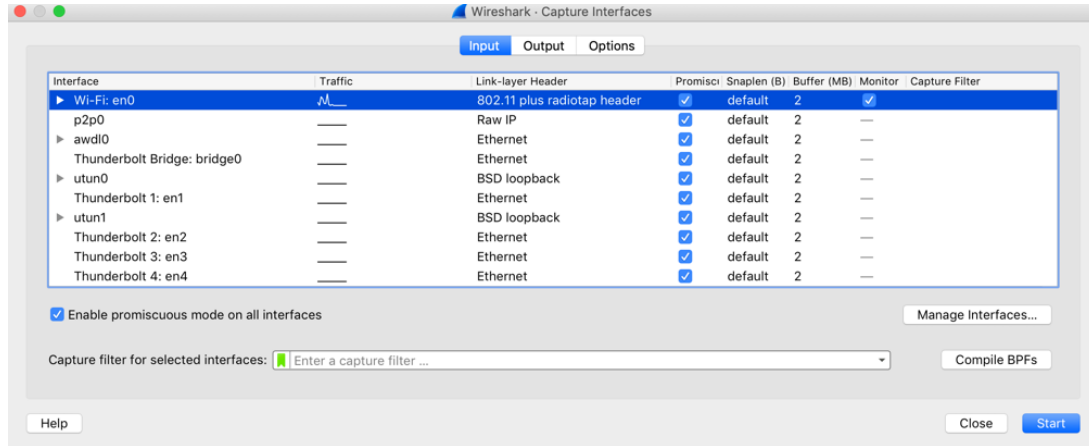 Wireshark · Capture Interfaces
Input Output Options
Interface Traffic Link-layer Header Promisc Snaplen (B) Buffer (MB) Monitor Capture Filter
Wi-Fi: en0 802.11 plus radiotap header default 2
p2p0 Raw IP default 2 —
awdl0 Ethernet default 2 —
Thunderbolt Bridge: bridge0 Ethernet default 2 —
utun0 BSD loopback default 2 —
Thunderbolt 1: en1 Ethernet default 2 —
utun1 BSD loopback default 2 —
Thunderbolt 2: en2 Ethernet default 2 —
Thunderbolt 3: en3 Ethernet default 2 —
Thunderbolt 4: en4 Ethernet default 2 —
Enable promiscuous mode on all interfaces Manage Interfaces...
Capture filter for selected interfaces: Enter a capture filter ... Compile BPFs
Help Close Start